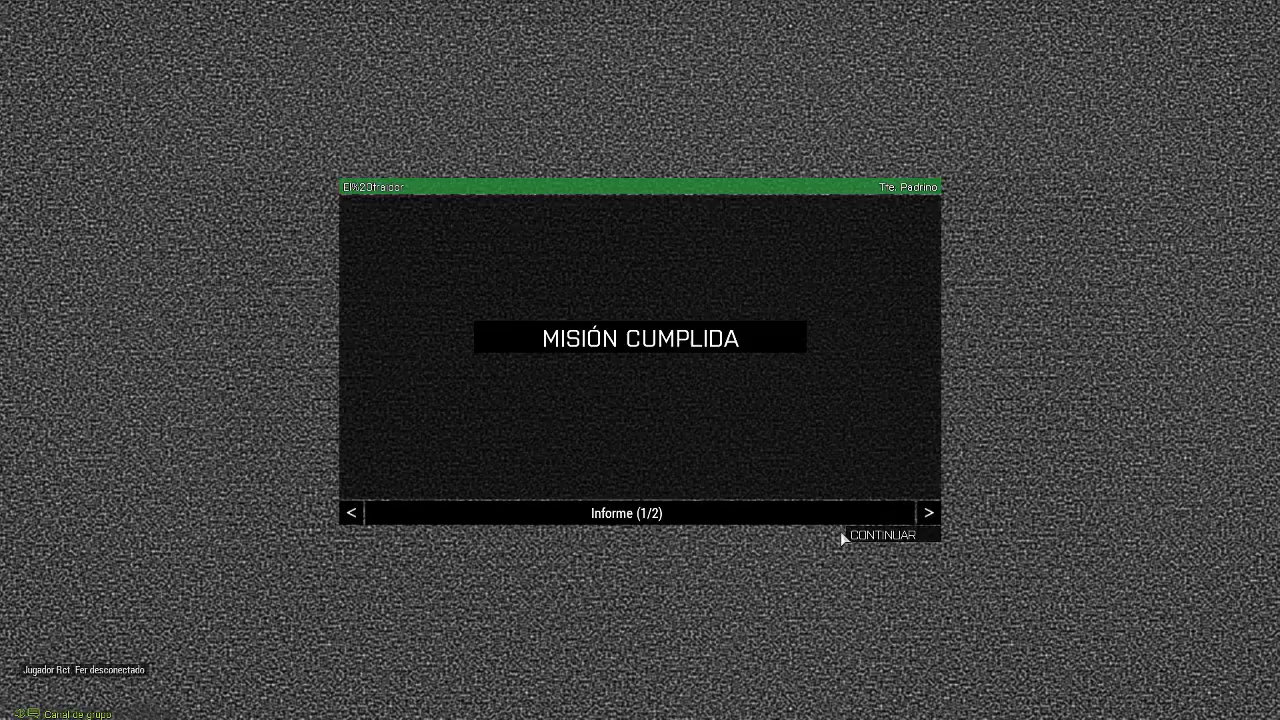 El%20traidor
Tte. Padrino
MISIÓN CUMPLIDA
<
Informe (1/2)
>
CONTINUAR
Jugador Rct. Fer desconectado
Canal de grupo